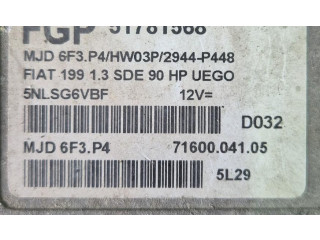 FGP 51781568
MJD 6F3.P4/HW03P/2944-P448
FIAT 199 1.3 SDE 90 HP UEGO
5NLSG6VBF 12V=
D032
MJD 6F3.P4 71600.041.05
5L29